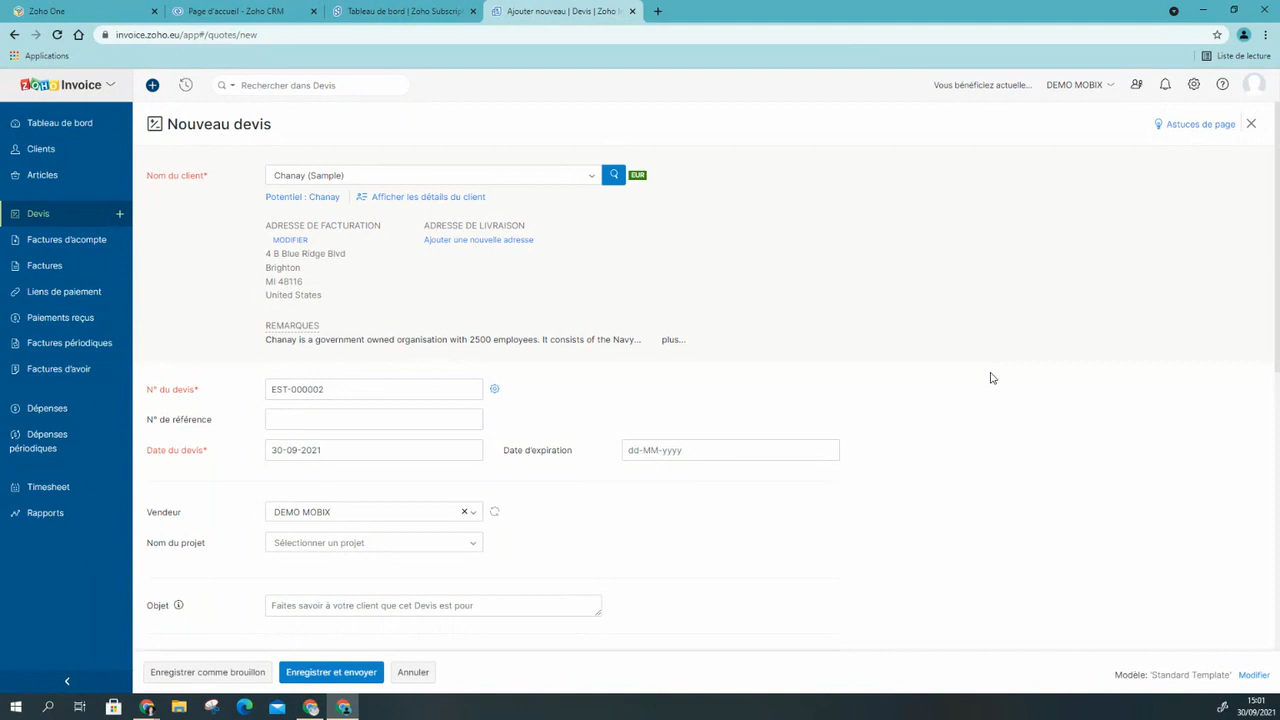 Zoho One
Page d'accueil - Zoho CRM
Tableau de bord | Zoho Subscript
Ajouter nouveau | Devis | Zoho In
invoice.zoho.eu/app#/quotes/new
Applications
Liste de lecture
ZOHO Invoice
Rechercher dans Devis
Vous bénéficiez actuelle...
DEMO MOBIX
Tableau de bord
Clients
Articles
Devis
Factures d'acompte
Factures
Liens de paiement
Paiements reçus
Factures périodiques
Factures d'avoir
Dépenses
Dépenses
périodiques
Timesheet
Rapports
Nouveau devis
Astuces de page
Nom du client*
Chanay (Sample)
EUR
Potentiel : Chanay
Afficher les détails du client
ADRESSE DE FACTURATION
MODIFIER
4 B Blue Ridge Blvd
Brighton
MI 48116
United States
ADRESSE DE LIVRAISON
Ajouter une nouvelle adresse
REMARQUES
Chanay is a government owned organisation with 2500 employees. It consists of the Navy... plus...
N° du devis*
EST-000002
N° de référence
Date du devis*
30-09-2021
Date d'expiration
dd-MM-yyyy
Vendeur
DEMO MOBIX
Nom du projet
Sélectionner un projet
Objet
Faites savoir à votre client que cet Devis est pour
Enregistrer comme brouillon
Enregistrer et envoyer
Annuler
Modèle: 'Standard Template' Modifier
15:01
30/09/2021